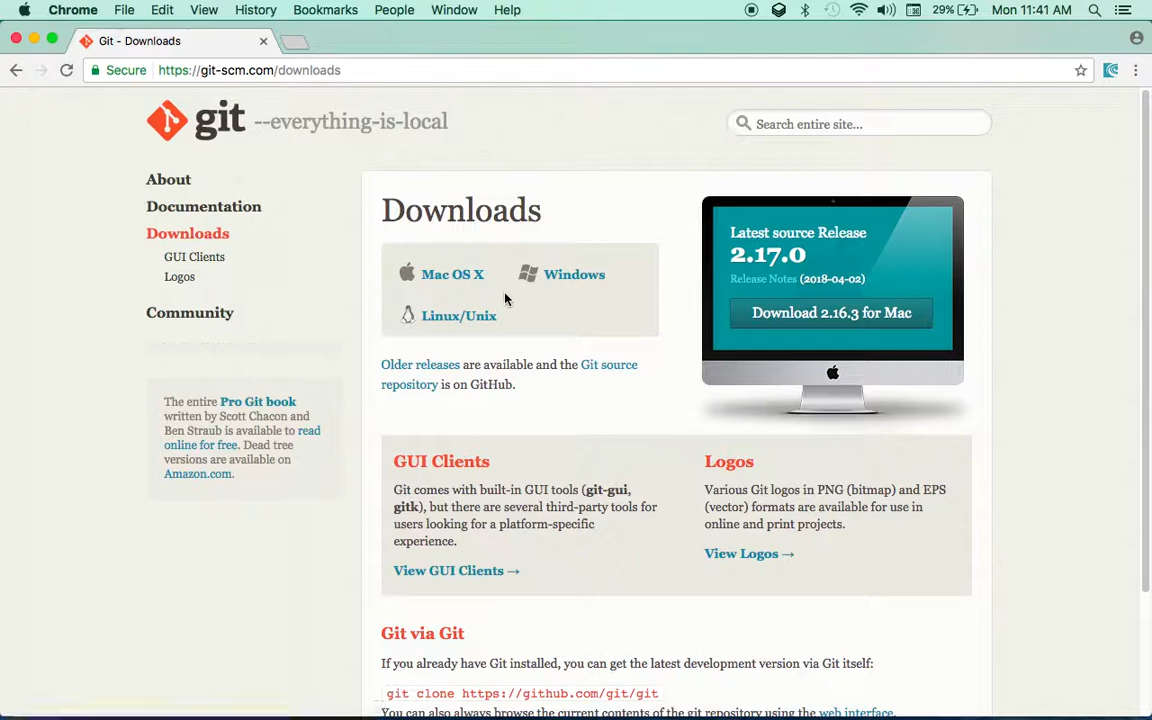 Chrome File Edit View History Bookmarks People Window Help 29% Mon 11:41 AM
Git - Downloads
Secure https://git-scm.com/downloads
git --everything-is-local
Search entire site...
About
Documentation
Downloads
GUI Clients
Logos
Community
The entire Pro Git book
written by Scott Chacon and
Ben Straub is available to read
online for free. Dead tree
versions are available on
Amazon.com.
Downloads
Mac OS X Windows
Linux/Unix
Older releases are available and the Git source
repository is on GitHub.
Latest source Release
2.17.0
Release Notes (2018-04-02)
Download 2.16.3 for Mac
GUI Clients
Git comes with built-in GUI tools (git-gui,
gitk), but there are several third-party tools for
users looking for a platform-specific
experience.
View GUI Clients →
Logos
Various Git logos in PNG (bitmap) and EPS
(vector) formats are available for use in
online and print projects.
View Logos →
Git via Git
If you already have Git installed, you can get the latest development version via Git itself:
git clone https://github.com/git/git
You can also always browse the current contents of the git repository using the web interface.